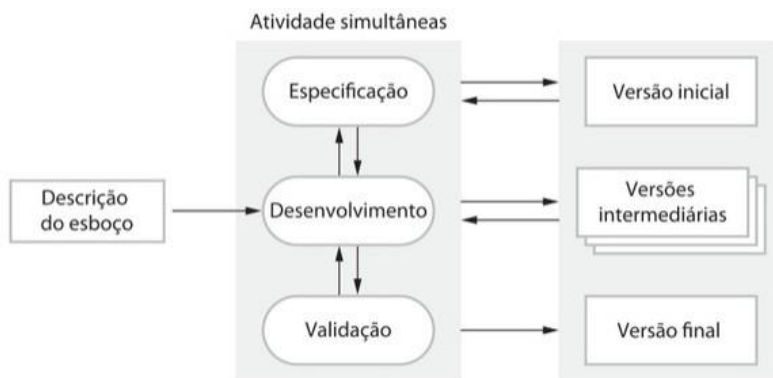 Atividade simultâneas
Especificação
Versão inicial
Descrição
do esboço
Desenvolvimento
Versões
intermediárias
Validação
Versão final